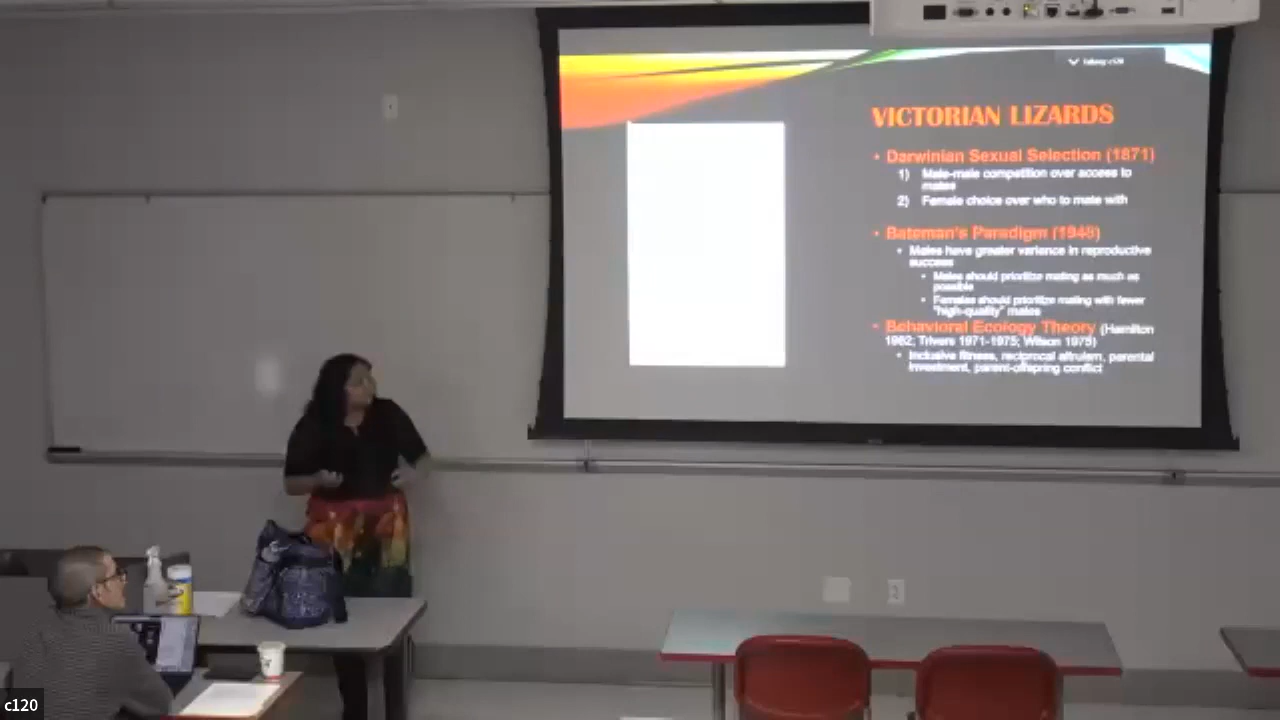 Talking: c120
VICTORIAN LIZARDS
• Darwinian Sexual Selection (1871)
1) Male-male competition over access to
mates
2) Female choice over who to mate with
• Bateman's Paradigm (1948)
• Males have greater variance in reproductive
success
• Males should prioritize mating as much as
possible
• Females should prioritize mating with fewer
"high-quality" males
• Behavioral Ecology Theory (Hamilton
1962; Trivers 1971-1975; Wilson 1975)
• Inclusive fitness, reciprocal altruism, parental
investment, parent-offspring conflict
c120